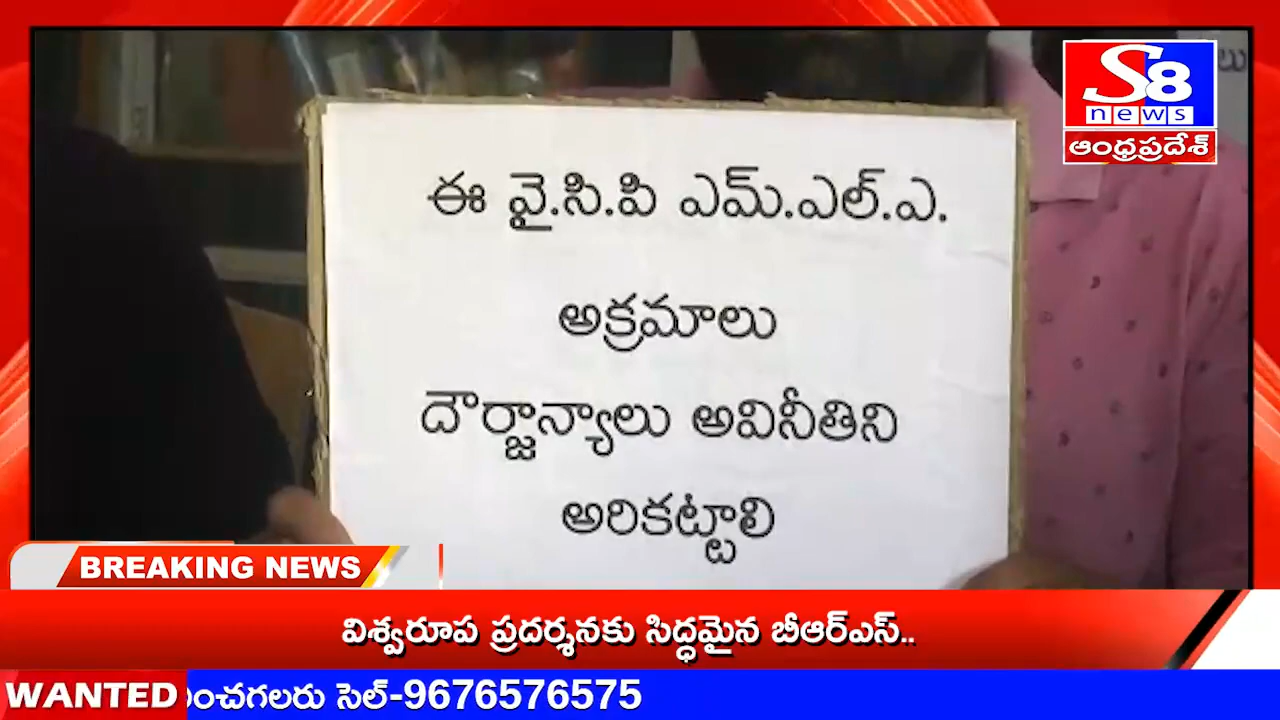 S8
news
ఆంధ్రప్రదేశ్
ఈ వై.సి.పి ఎమ్.ఎల్.ఎ.
అక్రమాలు
దౌర్జాన్యాలు అవినీతిని
అరికట్టాలి
BREAKING NEWS
విశ్వరూప ప్రదర్శనకు సిద్ధమైన బీఆర్ఎస్..
WANTED ించగలరు సెల్-9676576575